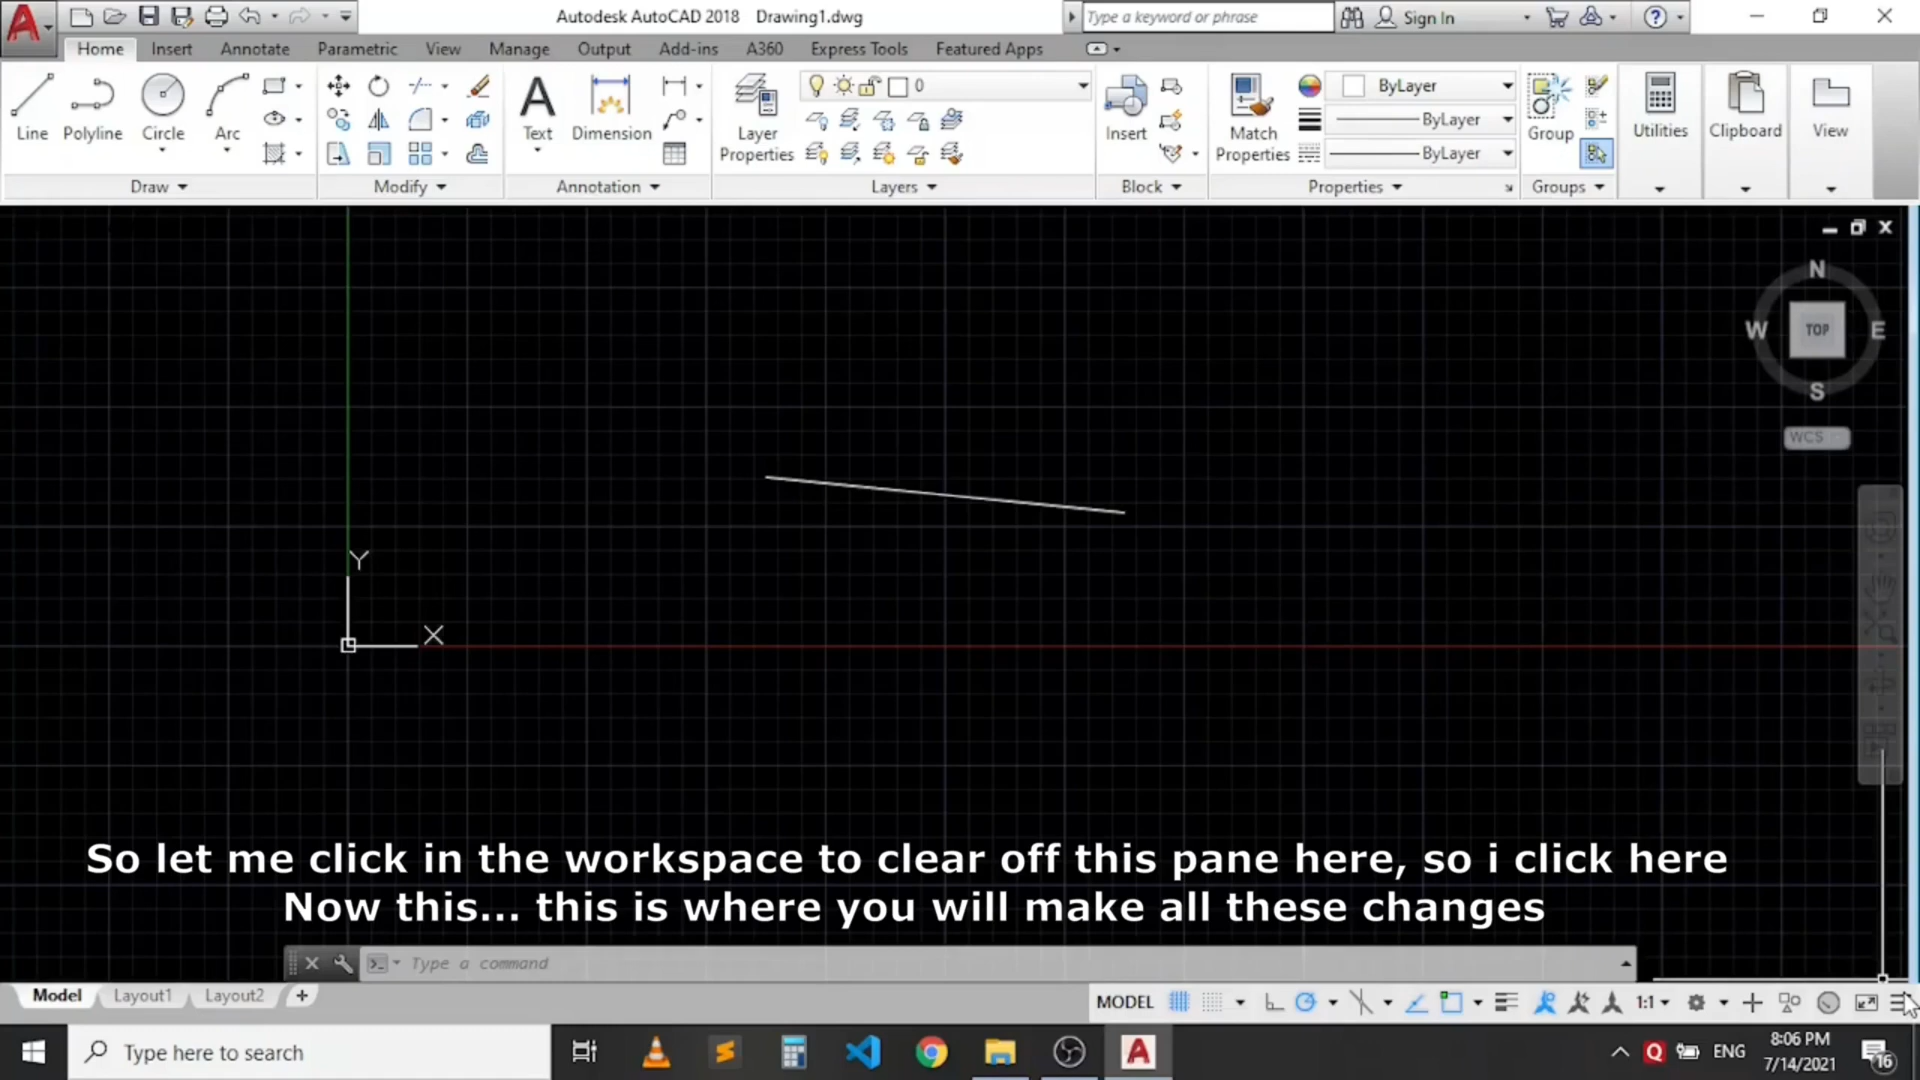 Autodesk AutoCAD 2018 Drawing1.dwg
Type a keyword or phrase
Sign In
Home Insert Annotate Parametric View Manage Output Add-ins A360 Express Tools Featured Apps
Line Polyline Circle Arc
Text Dimension
Layer Properties
0
Insert
Match Properties
ByLayer
ByLayer
ByLayer
Group
Utilities
Clipboard
View
Draw Modify Annotation Layers Block Properties Groups
N
W TOP E
S
WCS
Y
X
So let me click in the workspace to clear off this pane here, so i click here
Now this... this is where you will make all these changes
Type a command
Model Layout1 Layout2 +
MODEL 1:1
Type here to search
ENG
8:06 PM
7/14/2021
16